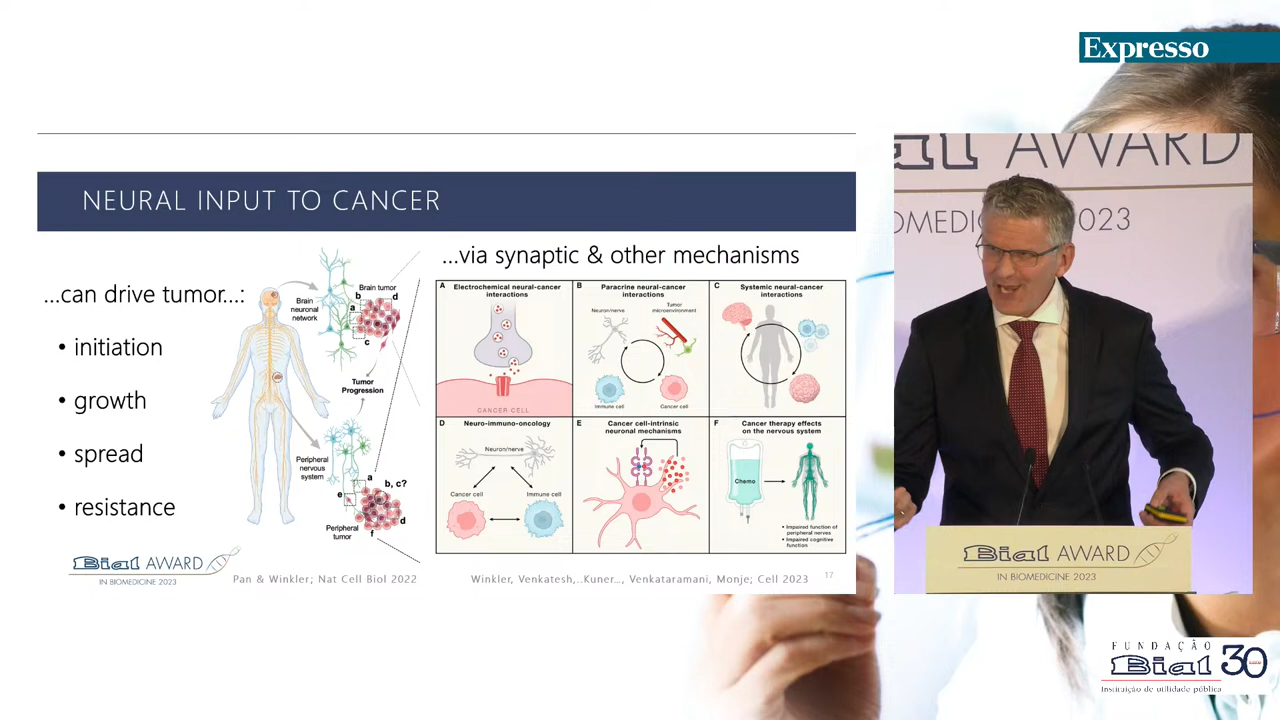 Expresso
NEURAL INPUT TO CANCER
...can drive tumor...:
• initiation
• growth
• spread
• resistance
Brain
neuronal
network
Brain tumor
b
d
a
c
Tumor
Progression
Peripheral
nervous
system
a
b, c?
e
d
f
Peripheral
tumor
Bial AWARD
IN BIOMEDICINE 2023
Pan & Winkler; Nat Cell Biol 2022
...via synaptic & other mechanisms
A Electrochemical neural-cancer
interactions
CANCER CELL
B Paracrine neural-cancer
interactions
Neuron/nerve
Tumor
microenvironment
Immune cell
Cancer cell
C Systemic neural-cancer
interactions
D Neuro-immuno-oncology
Neuron/nerve
Cancer cell
Immune cell
E Cancer cell-intrinsic
neuronal mechanisms
F Cancer therapy effects
on the nervous system
Chemo
• Impaired function of
peripheral nerves
• Impaired cognitive
function
Winkler, Venkatesh,..Kuner.., Venkataramani, Monje; Cell 2023
17
Bial AWARD
OMEDI
023
Bial AWARD
IN BIOMEDICINE 2023
FUNDAÇÃO
Bial 30
Instituição de utilidade pública